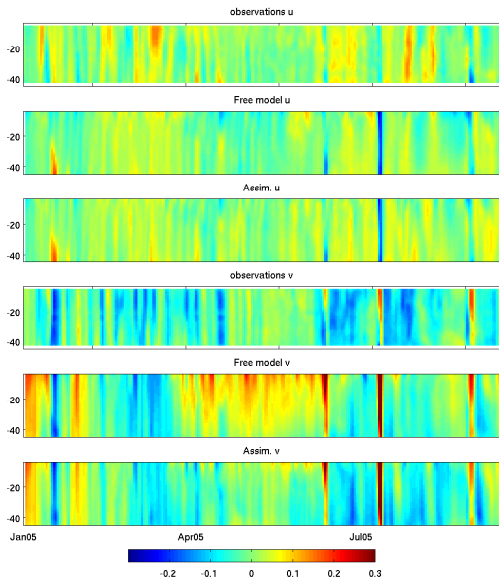 observations u
-20
-40
Free model u
-20
-40
Assim. u
-20
-40
observations v
-20
-40
Free model v
20
-40
Assim. v
-20
-40
Jan05 Apr05 Jul05
-0.2 -0.1 0 0.1 0.2 0.3